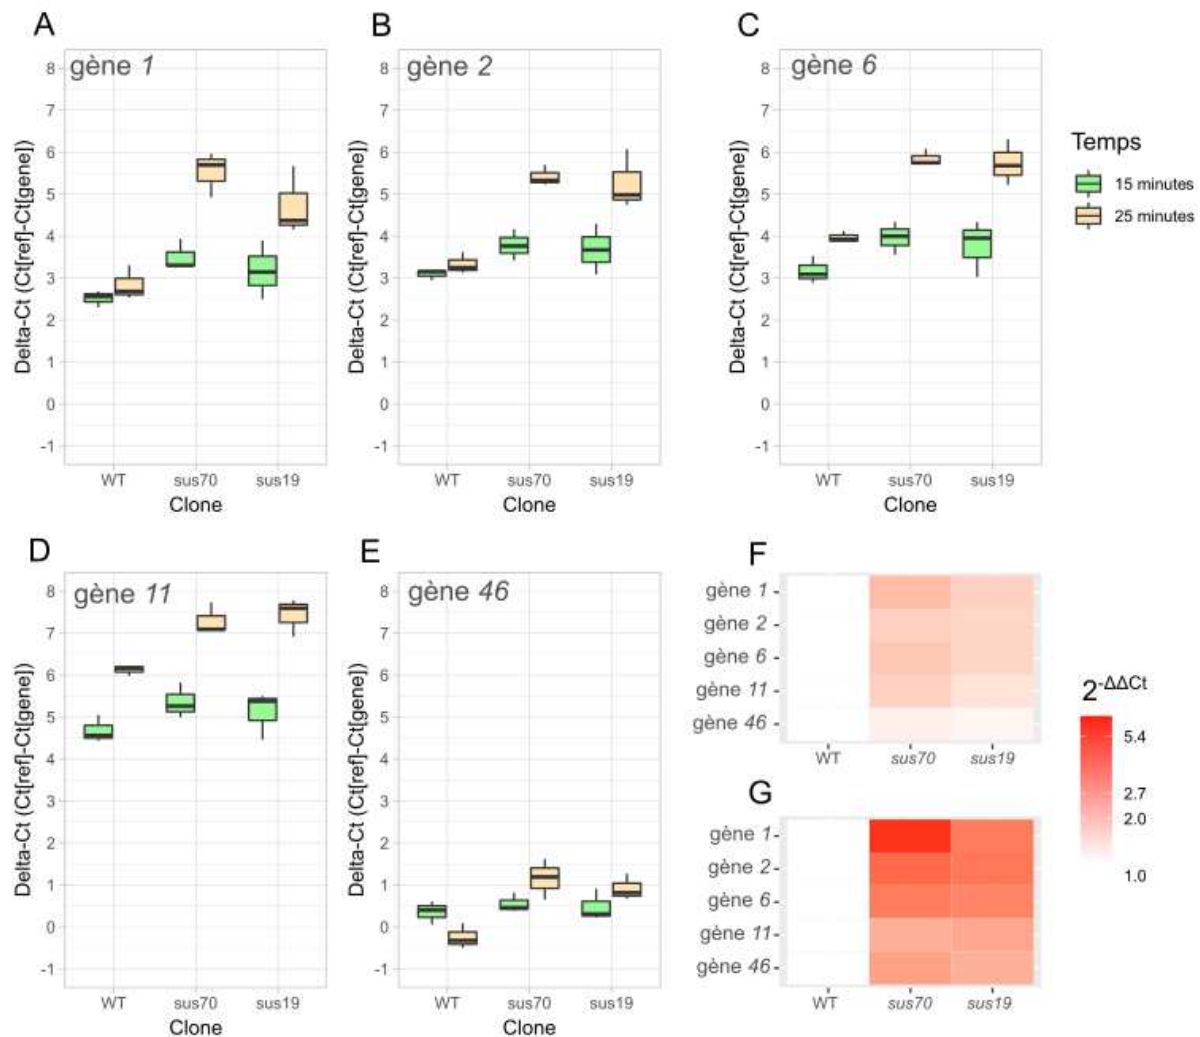 A
gène 1
8
7
6
5
4
3
2
1
0
-1
Delta-Ct (Ct[ref]-Ct[gene])
WT sus70 sus19
Clone
B
gène 2
8
7
6
5
4
3
2
1
0
-1
Delta-Ct (Ct[ref]-Ct[gene])
WT sus70 sus19
Clone
C
gène 6
8
7
6
5
4
3
2
1
0
-1
Delta-Ct (Ct[ref]-Ct[gene])
WT sus70 sus19
Clone
Temps
15 minutes
25 minutes
D
gène 11
8
7
6
5
4
3
2
1
0
-1
Delta-Ct (Ct[ref]-Ct[gene])
WT sus70 sus19
Clone
E
gène 46
8
7
6
5
4
3
2
1
0
-1
Delta-Ct (Ct[ref]-Ct[gene])
WT sus70 sus19
Clone
F
gène 1
gène 2
gène 6
gène 11
gène 46
WT sus70 sus19
G
gène 1
gène 2
gène 6
gène 11
gène 46
WT sus70 sus19
2-ΔΔCt
5.4
2.7
2.0
1.0